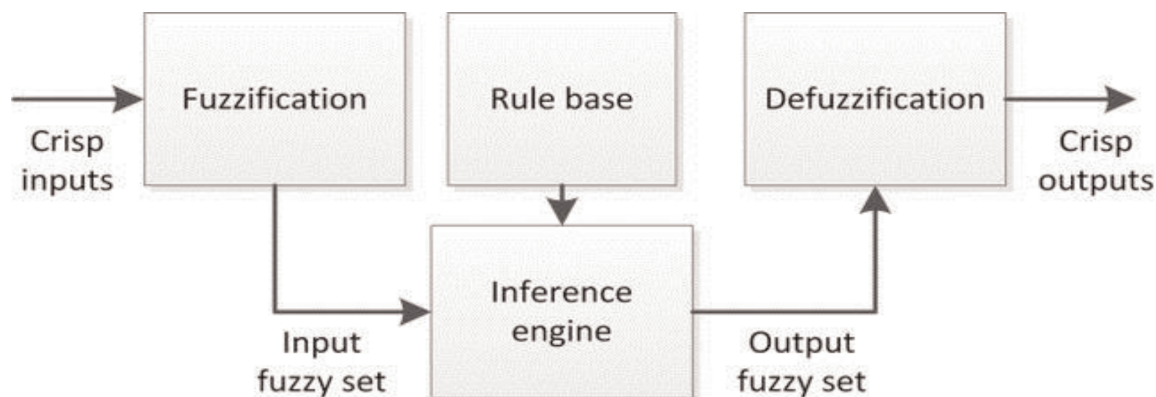 Fuzzification
Rule base
Defuzzification
Crisp
inputs
Crisp
outputs
Inference
engine
Input
fuzzy set
Output
fuzzy set